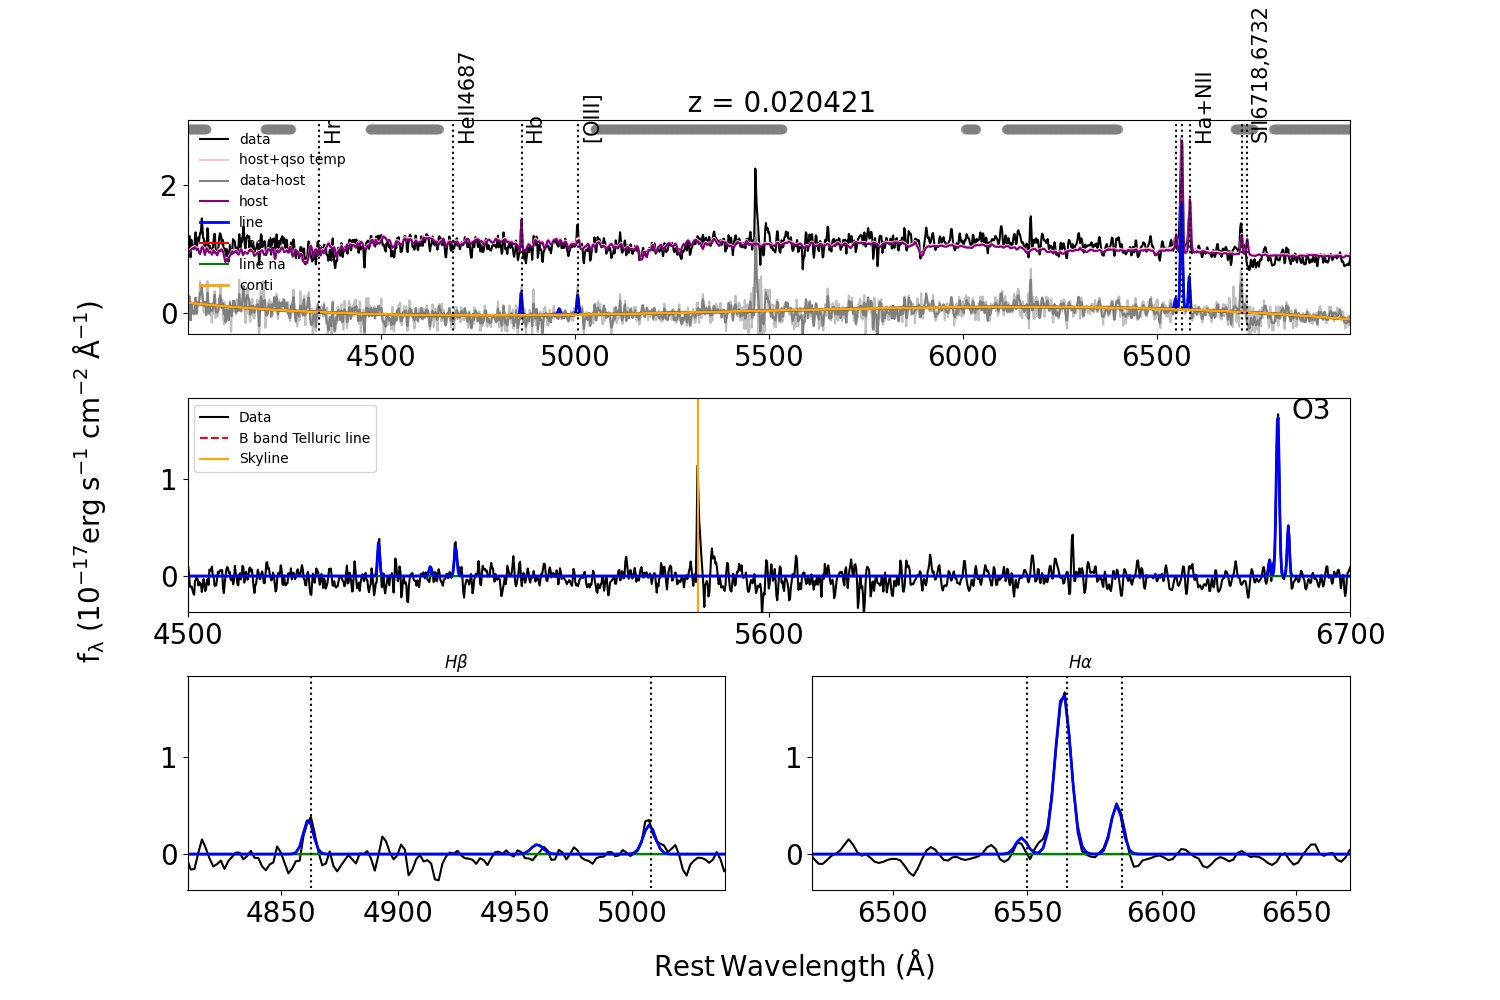 z = 0.020421
Hr
HeII4687
Hb
[OIII]
Ha+NII
SII6718,6732
data
host+qso temp
data-host
host
line
line na
conti
2
0
4500 5000 5500 6000 6500
fλ (10⁻¹⁷erg s⁻¹ cm⁻² Å⁻¹)
Data
B band Telluric line
Skyline
O3
1
0
4500 5600 6700
Hβ
1
0
4850 4900 4950 5000
Hα
1
0
6500 6550 6600 6650
Rest Wavelength (Å)